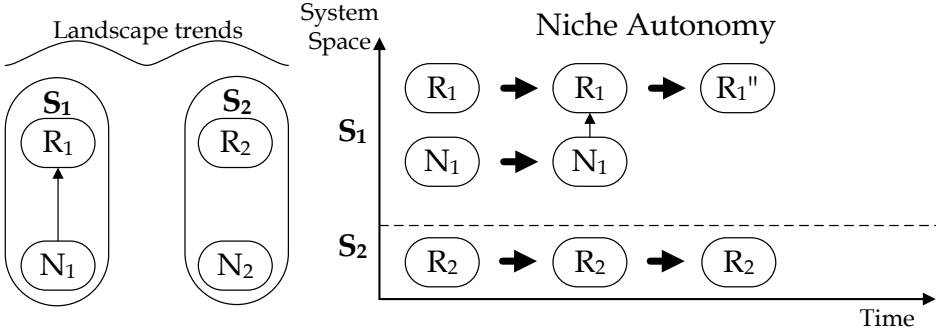 Landscape trends
S₁
S₂
R₁
R₂
N₁
N₂
System
Space
Niche Autonomy
R₁ R₁ R₁"
S₁
N₁ N₁
S₂
R₂ R₂ R₂
Time